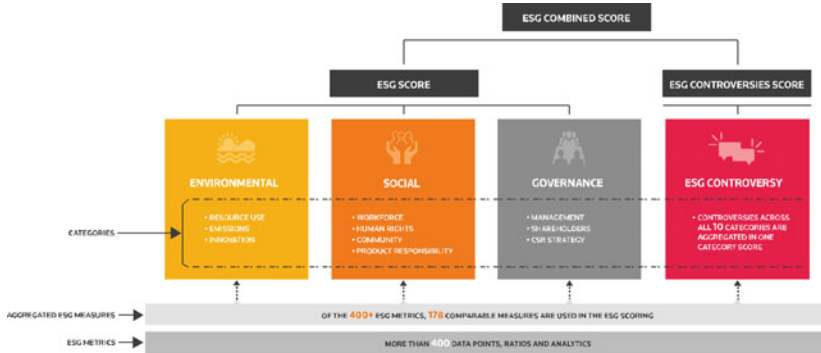 ESG COMBINED SCORE
ESG SCORE
ESG CONTROVERSIES SCORE
ENVIRONMENTAL
SOCIAL
GOVERNANCE
ESG CONTROVERSY
CATEGORIES
• RESOURCE USE
• EMISSIONS
• INNOVATION
• WORKFORCE
• HUMAN RIGHTS
• COMMUNITY
• PRODUCT RESPONSIBILITY
• MANAGEMENT
• SHAREHOLDERS
• CSR STRATEGY
• CONTROVERSIES ACROSS
ALL 10 CATEGORIES ARE
AGGREGATED IN ONE
CATEGORY SCORE
AGGREGATED ESG MEASURES
OF THE 400+ ESG METRICS, 178 COMPARABLE MEASURES ARE USED IN THE ESG SCORING
ESG METRICS
MORE THAN 400 DATA POINTS, RATIOS AND ANALYTICS